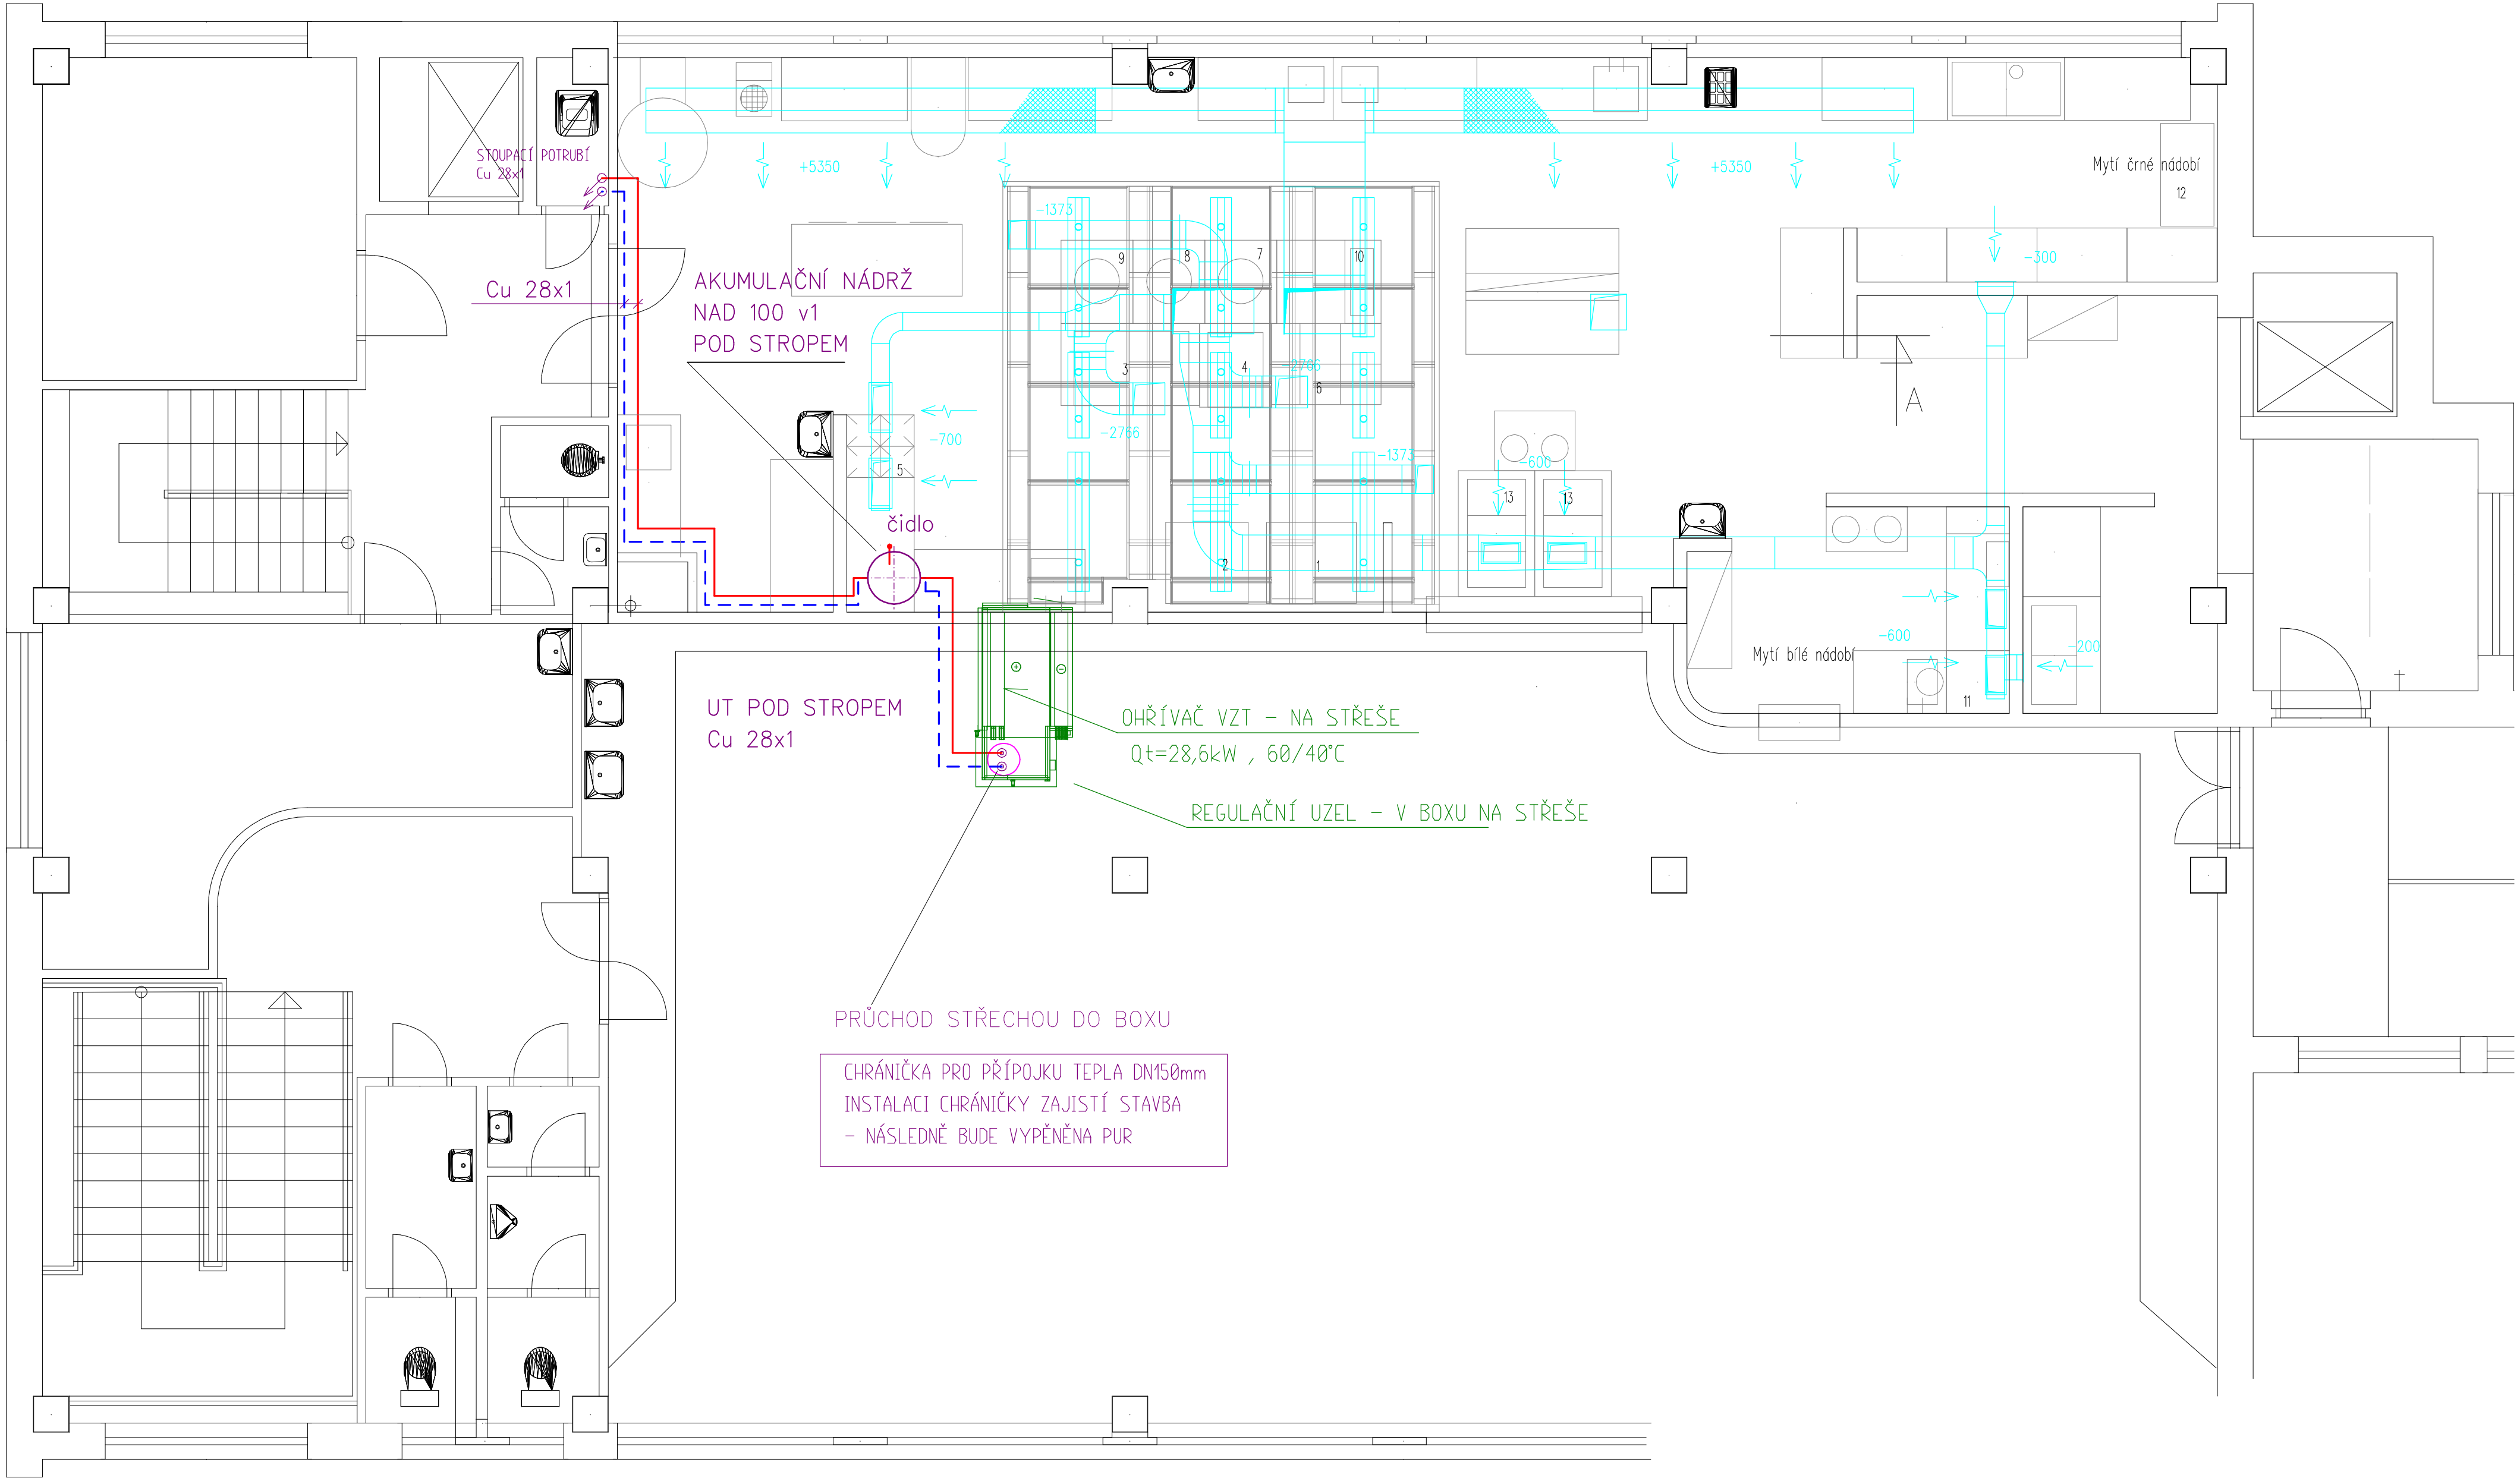 STOUPACÍ POTRUBÍ
Cu 28x1
+5350
+5350
Mytí črné nádobí
12
-1373
-300
Cu 28x1
AKUMULAČNÍ NÁDRŽ
NAD 100 v1
POD STROPEM
9
8
7
10
3
4
-2766
6
A
-700
-2766
-1373
5
-600
13
13
čidlo
2
1
-600
-200
Mytí bílé nádobí
11
UT POD STROPEM
Cu 28x1
OHŘÍVAČ VZT - NA STŘEŠE
Qt=28,6kW , 60/40°C
REGULAČNÍ UZEL - V BOXU NA STŘEŠE
PRŮCHOD STŘECHOU DO BOXU
CHRÁNIČKA PRO PŘÍPOJKU TEPLA DN150mm
INSTALACI CHRÁNIČKY ZAJISTÍ STAVBA
- NÁSLEDNĚ BUDE VYPĚNĚNA PUR